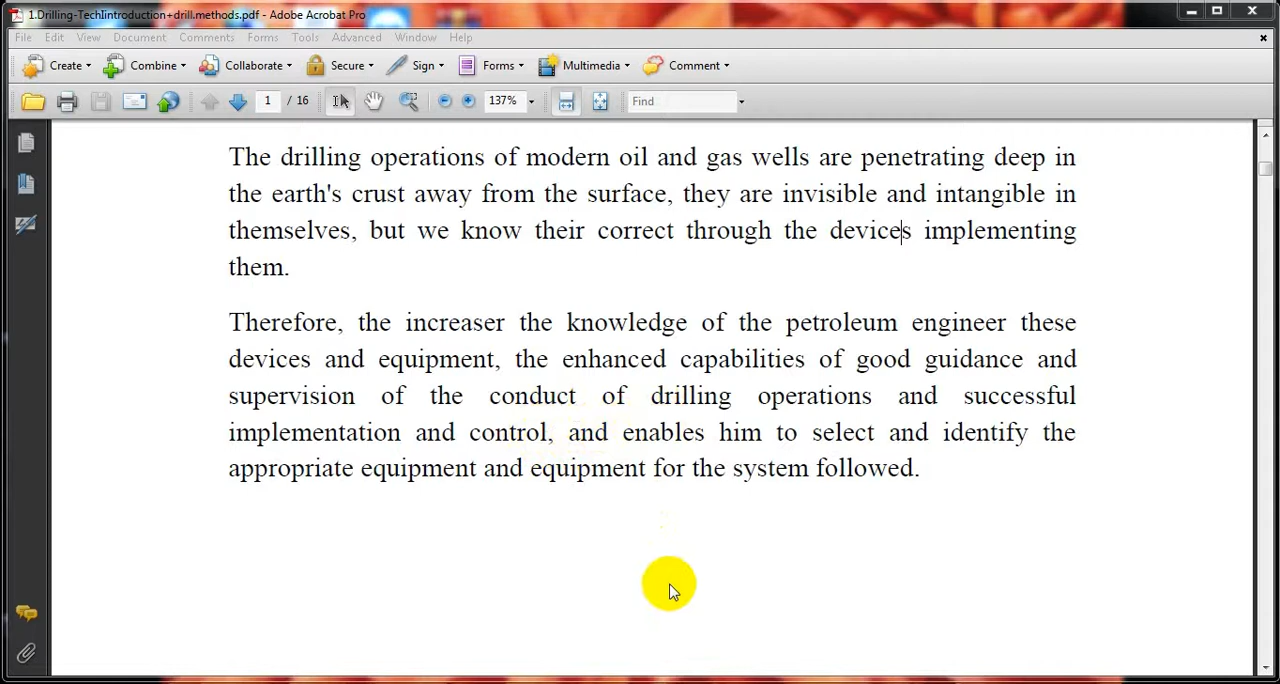 1.Drilling-TechIintroduction+drill.methods.pdf - Adobe Acrobat Pro
File Edit View Document Comments Forms Tools Advanced Window Help
Create Combine Collaborate Secure Sign Forms Multimedia Comment
1 / 16 137% Find
The drilling operations of modern oil and gas wells are penetrating deep in
the earth's crust away from the surface, they are invisible and intangible in
themselves, but we know their correct through the devices implementing
them.
Therefore, the increaser the knowledge of the petroleum engineer these
devices and equipment, the enhanced capabilities of good guidance and
supervision of the conduct of drilling operations and successful
implementation and control, and enables him to select and identify the
appropriate equipment and equipment for the system followed.